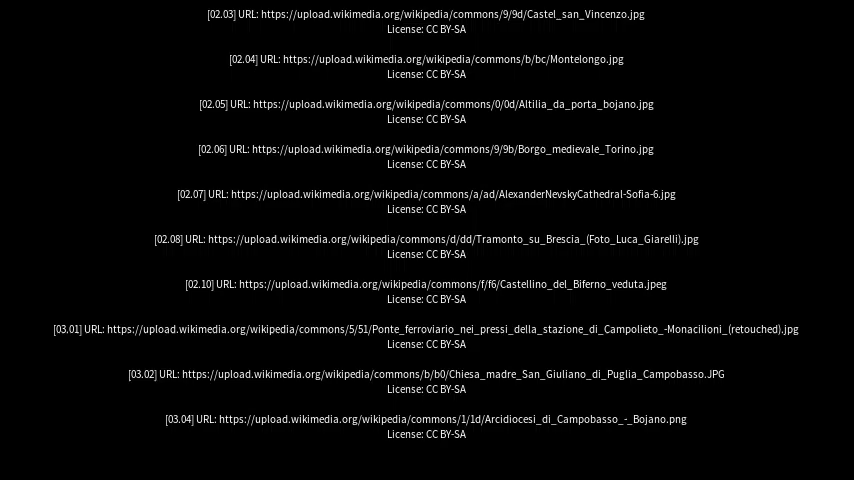 [02.03] URL: https://upload.wikimedia.org/wikipedia/commons/9/9d/Castel_san_Vincenzo.jpg
License: CC BY-SA
[02.04] URL: https://upload.wikimedia.org/wikipedia/commons/b/bc/Montelongo.jpg
License: CC BY-SA
[02.05] URL: https://upload.wikimedia.org/wikipedia/commons/0/0d/Altilia_da_porta_bojano.jpg
License: CC BY-SA
[02.06] URL: https://upload.wikimedia.org/wikipedia/commons/9/9b/Borgo_medievale_Torino.jpg
License: CC BY-SA
[02.07] URL: https://upload.wikimedia.org/wikipedia/commons/a/ad/AlexanderNevskyCathedral-Sofia-6.jpg
License: CC BY-SA
[02.08] URL: https://upload.wikimedia.org/wikipedia/commons/d/dd/Tramonto_su_Brescia_(Foto_Luca_Giarelli).jpg
License: CC BY-SA
[02.10] URL: https://upload.wikimedia.org/wikipedia/commons/f/f6/Castellino_del_Biferno_veduta.jpeg
License: CC BY-SA
[03.01] URL: https://upload.wikimedia.org/wikipedia/commons/5/51/Ponte_ferroviario_nei_pressi_della_stazione_di_Campolieto_-Monacilioni_(retouched).jpg
License: CC BY-SA
[03.02] URL: https://upload.wikimedia.org/wikipedia/commons/b/b0/Chiesa_madre_San_Giuliano_di_Puglia_Campobasso.JPG
License: CC BY-SA
[03.04] URL: https://upload.wikimedia.org/wikipedia/commons/1/1d/Arcidiocesi_di_Campobasso_-_Bojano.png
License: CC BY-SA